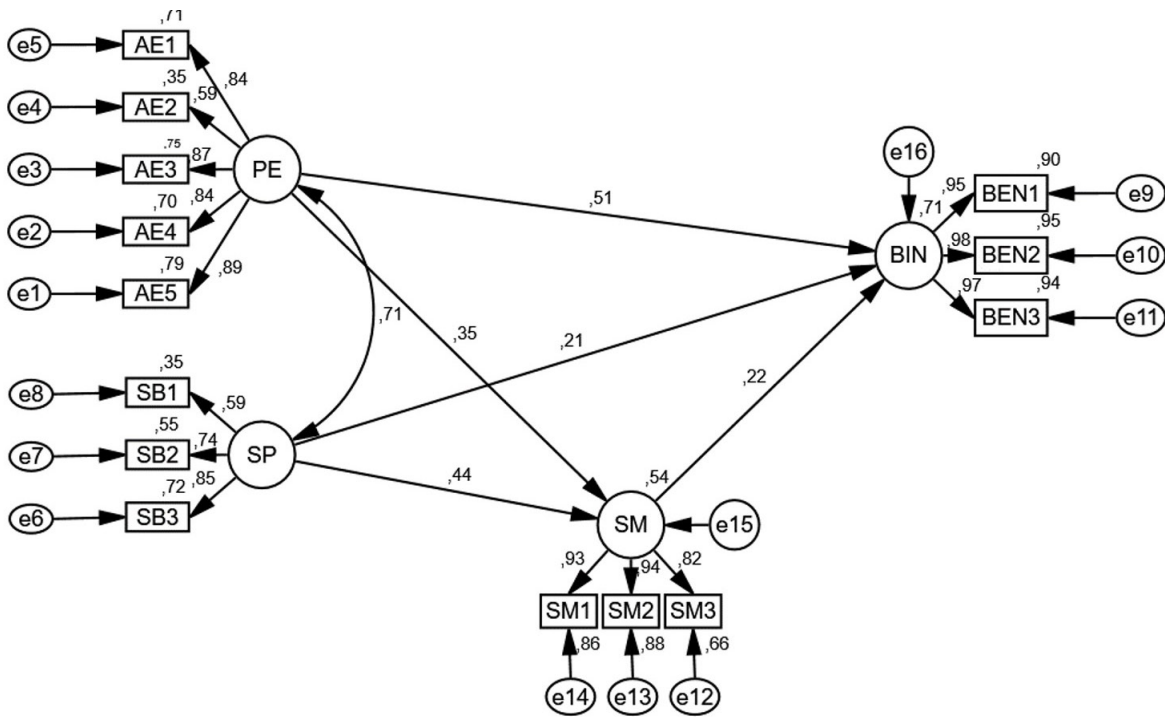 ,71
e5 AE1
,84
,35
e4 AE2 ,59
,75
e3 AE3 ,87 PE
,70 ,84
e2 AE4
,79 ,89
e1 AE5
,51
e16
,71
BIN
,90
,95 BEN1 e9
,95
,98 BEN2 e10
,94
,97 BEN3 e11
,71
,35
,21
,22
,35
e8 SB1 ,59
,55
e7 SB2 ,74 SP
,72 ,85
e6 SB3
,44
,54
SM e15
,93 ,94 ,82
SM1 SM2 SM3
,86 ,88 ,66
e14 e13 e12